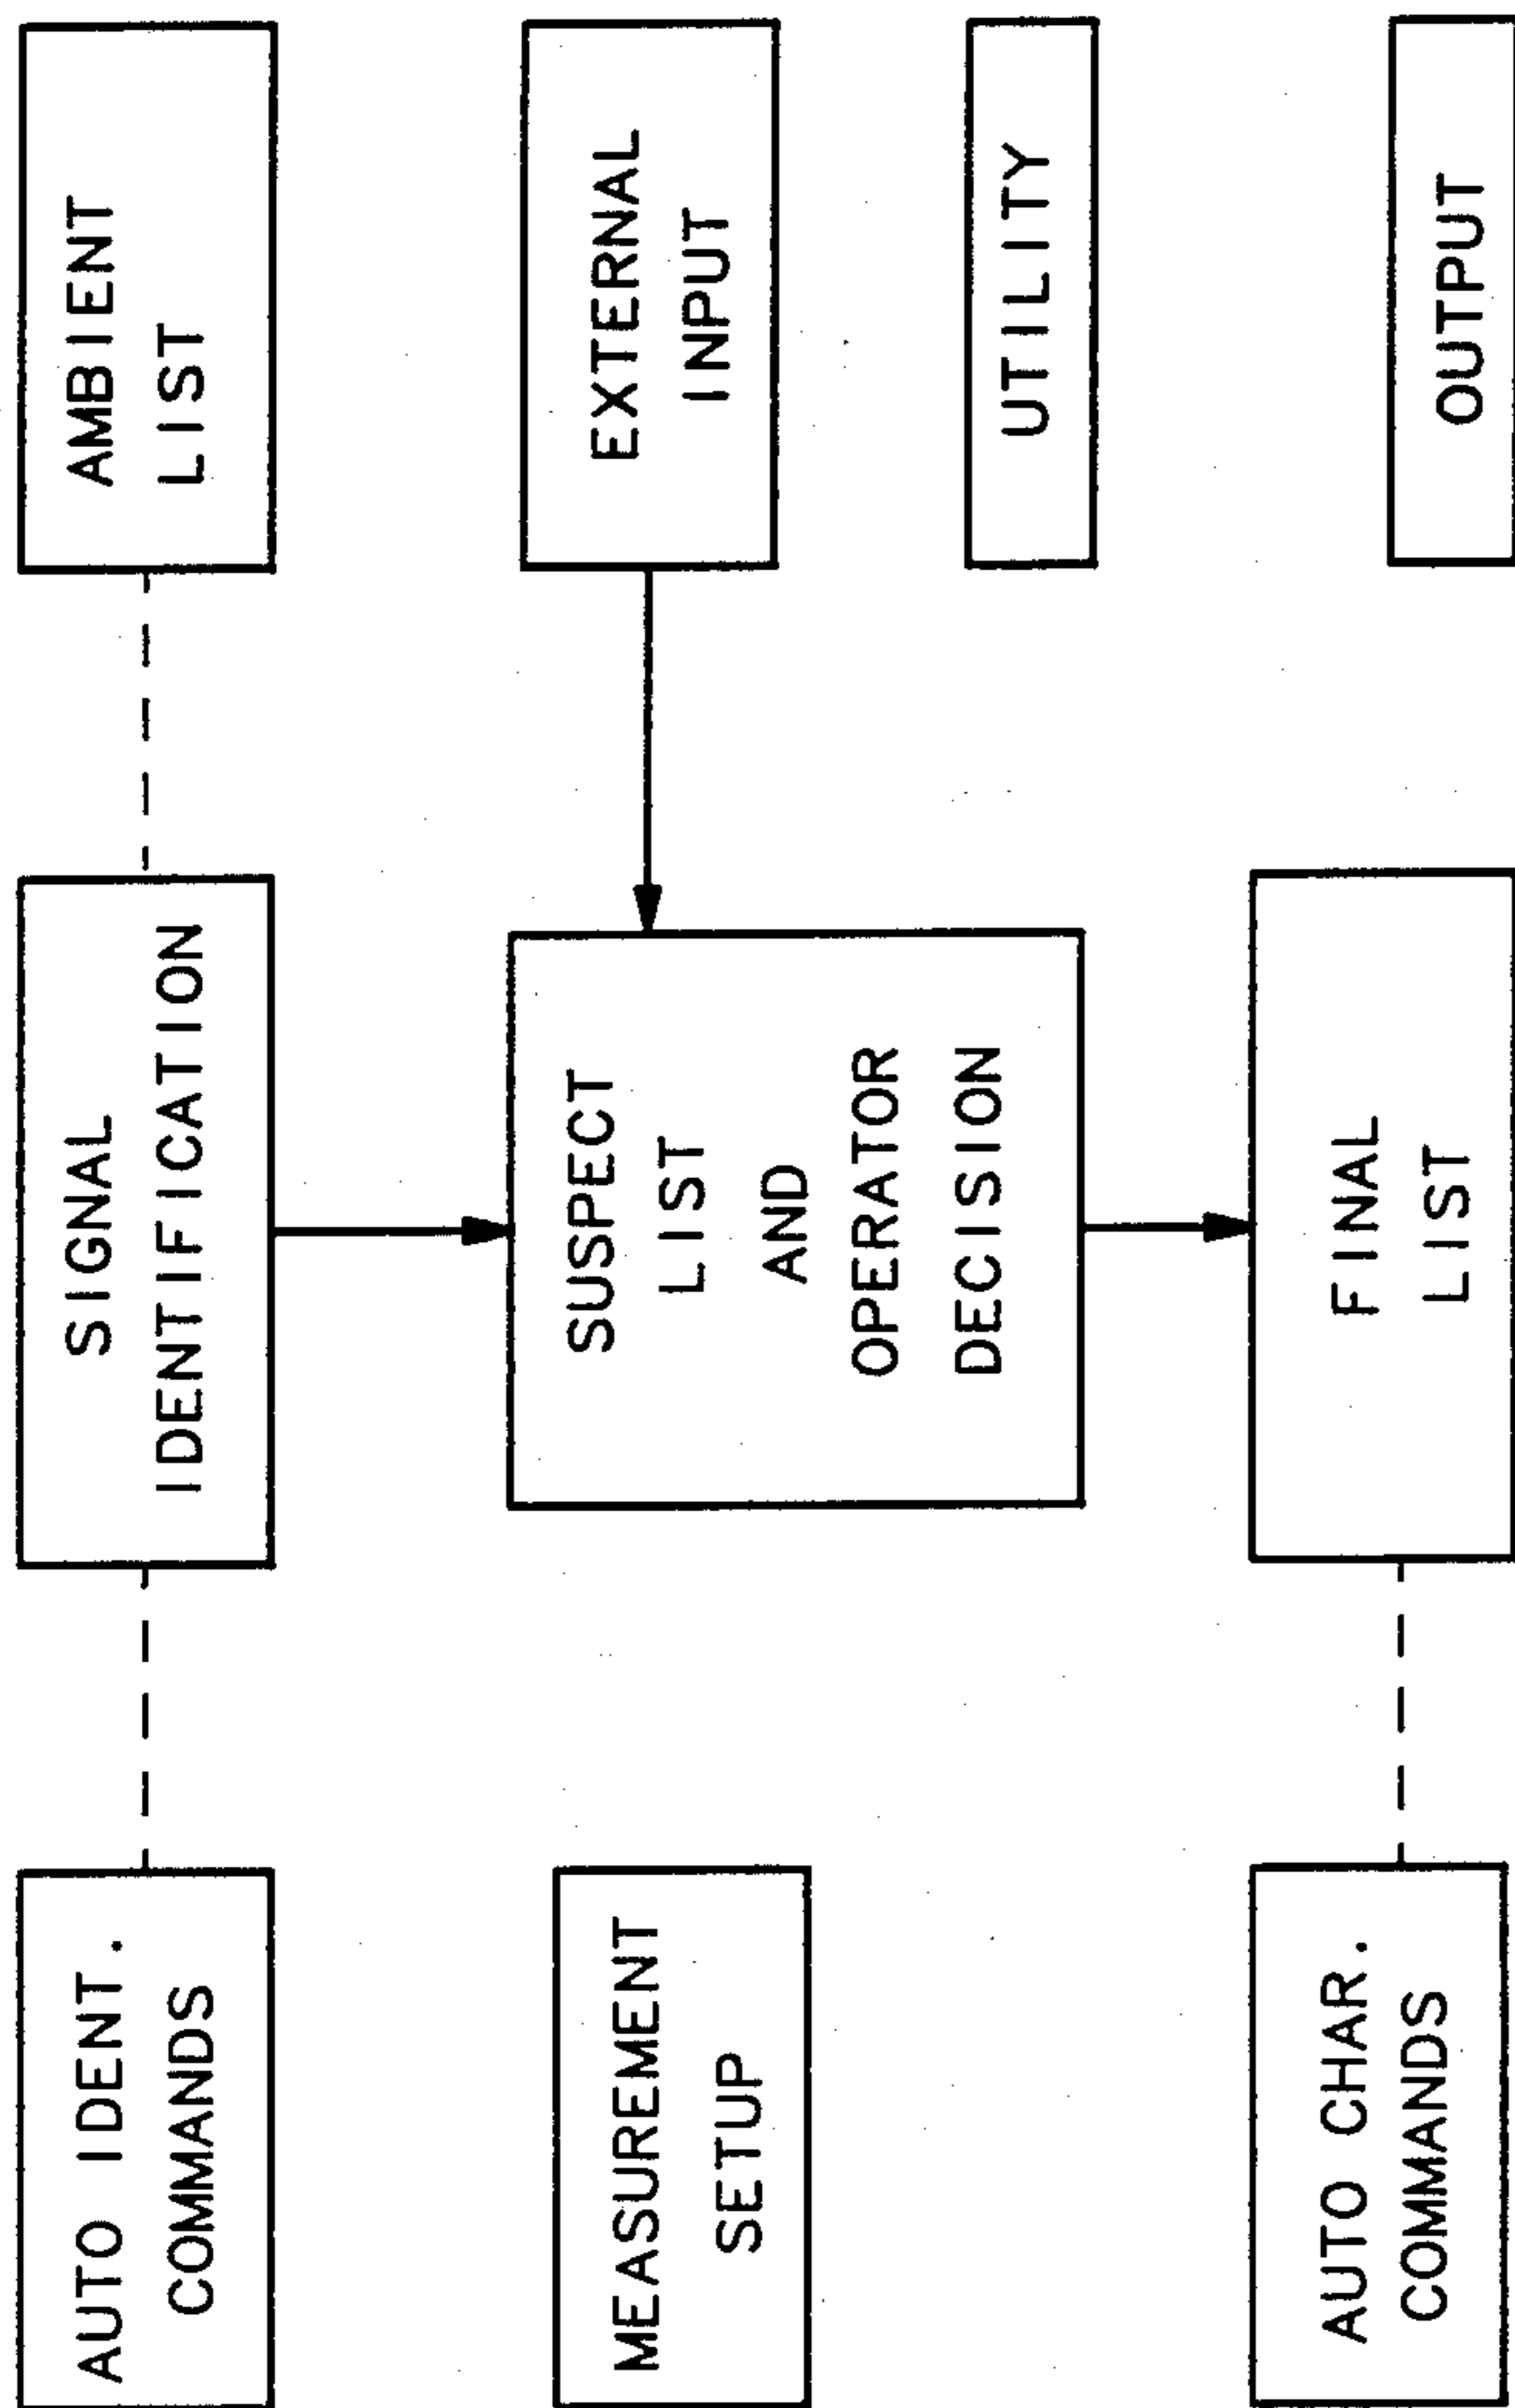 AUTO IDENT.
COMMANDS
SIGNAL
IDENTIFICATION
AMBIENT
LIST
MEASUREMENT
SETUP
SUSPECT
LIST
AND
OPERATOR
DECISION
EXTERNAL
INPUT
UTILITY
AUTO CHAR.
COMMANDS
FINAL
LIST
OUTPUT